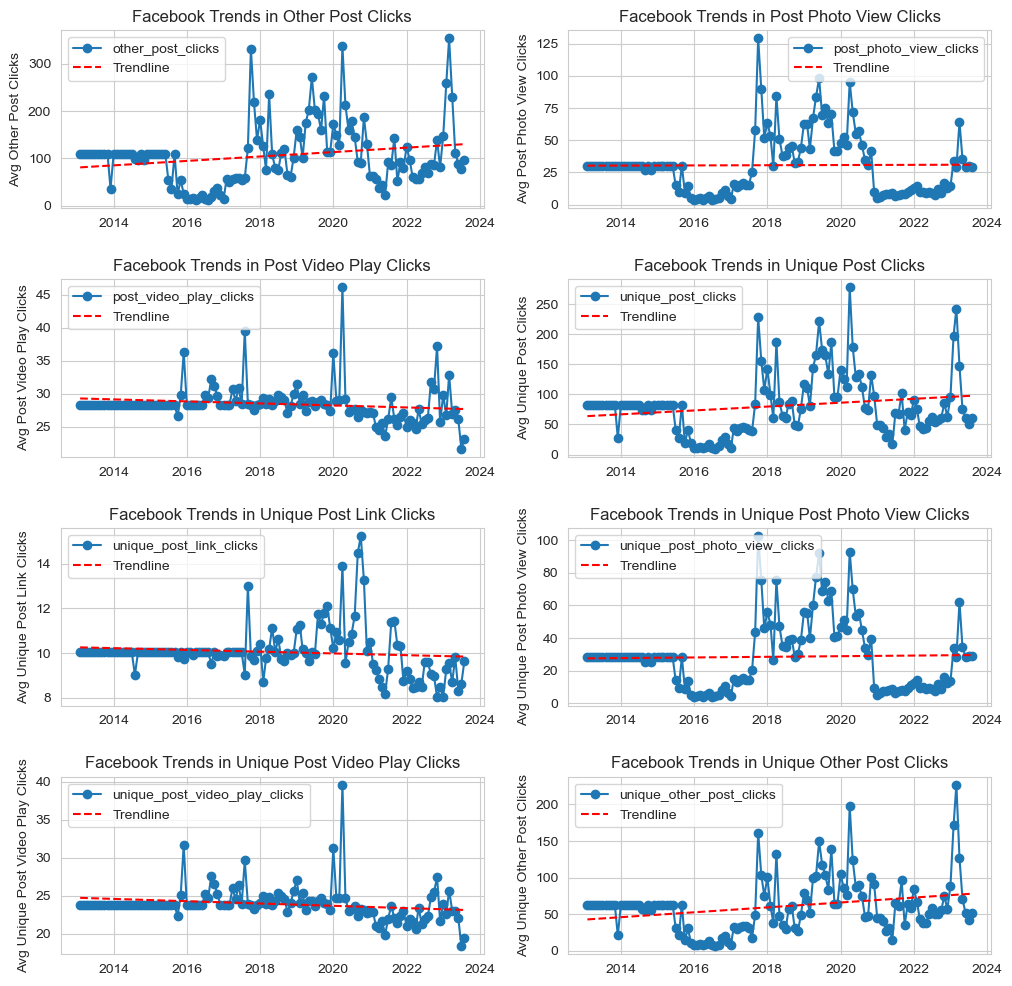 Facebook Trends in Other Post Clicks
Avg Other Post Clicks
other_post_clicks
Trendline
300
200
100
0
2014 2016 2018 2020 2022 2024
Facebook Trends in Post Photo View Clicks
Avg Post Photo View Clicks
post_photo_view_clicks
Trendline
125
100
75
50
25
0
2014 2016 2018 2020 2022 2024
Facebook Trends in Post Video Play Clicks
Avg Post Video Play Clicks
post_video_play_clicks
Trendline
45
40
35
30
25
2014 2016 2018 2020 2022 2024
Facebook Trends in Unique Post Clicks
Avg Unique Post Clicks
unique_post_clicks
Trendline
250
200
150
100
50
0
2014 2016 2018 2020 2022 2024
Facebook Trends in Unique Post Link Clicks
Avg Unique Post Link Clicks
unique_post_link_clicks
Trendline
14
12
10
8
2014 2016 2018 2020 2022 2024
Facebook Trends in Unique Post Photo View Clicks
Avg Unique Post Photo View Clicks
unique_post_photo_view_clicks
Trendline
100
80
60
40
20
0
2014 2016 2018 2020 2022 2024
Facebook Trends in Unique Post Video Play Clicks
Avg Unique Post Video Play Clicks
unique_post_video_play_clicks
Trendline
40
35
30
25
20
2014 2016 2018 2020 2022 2024
Facebook Trends in Unique Other Post Clicks
Avg Unique Other Post Clicks
unique_other_post_clicks
Trendline
200
150
100
50
0
2014 2016 2018 2020 2022 2024